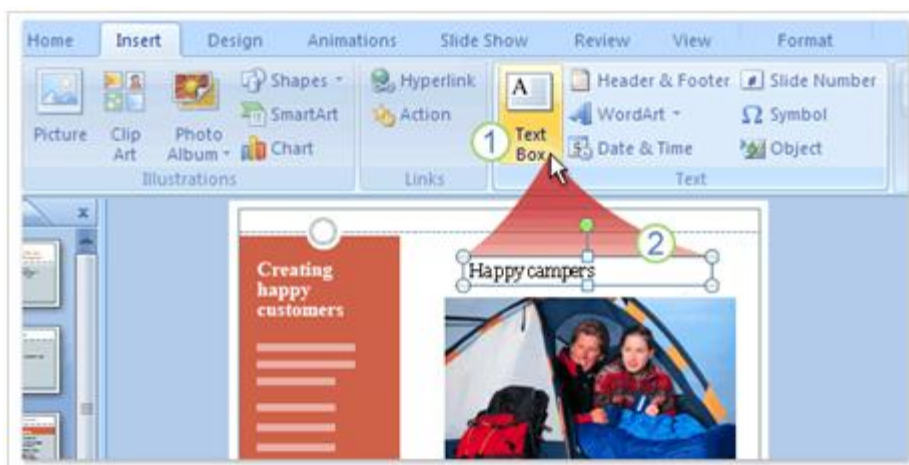 Home Insert Design Animations Slide Show Review View Format
Picture
Clip Art
Photo Album
Shapes
SmartArt
Chart
Illustrations
Hyperlink
Action
Links
1
Text Box
Header & Footer
WordArt
Date & Time
Slide Number
Symbol
Object
Text
2
Creating
happy
customers
Happy campers